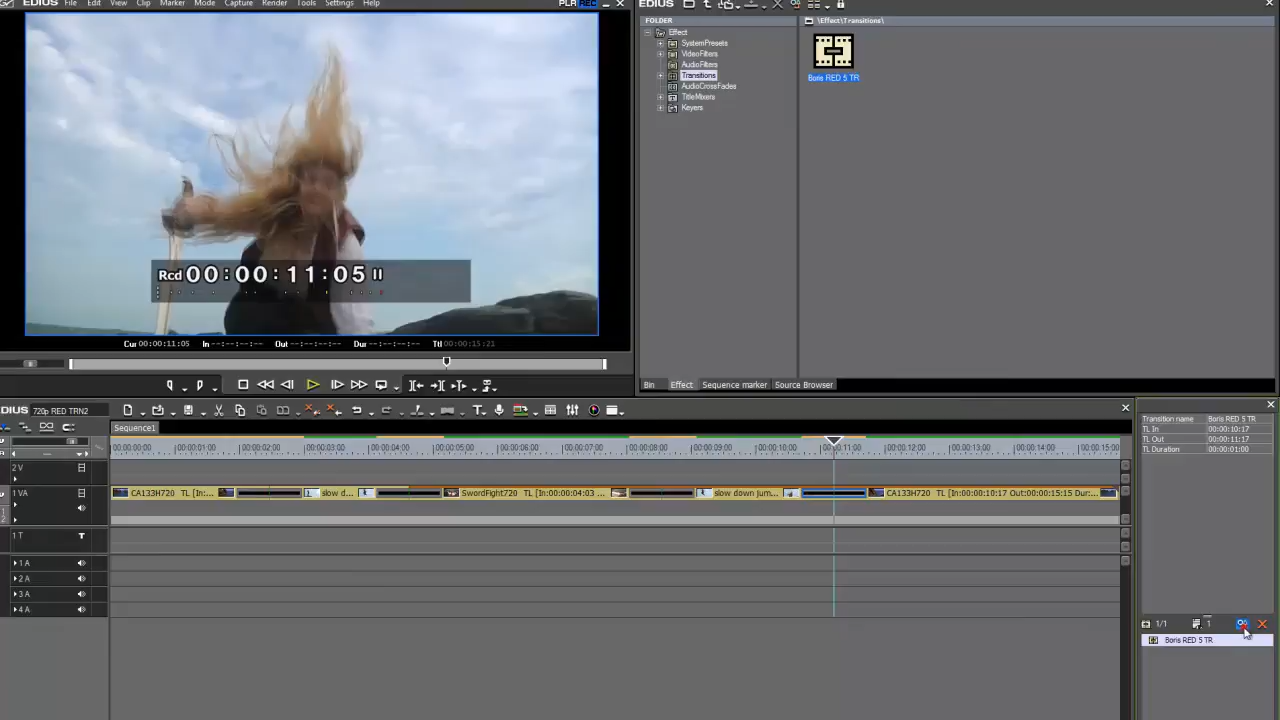 EDIUS File Edit View Clip Marker Mode Capture Render Tools Settings Help PLR REC
Rcd 00:00:11:05
Cur 00:00:11:05 In --:--:--:-- Out --:--:--:-- Dur --:--:--:-- Ttl 00:00:15:21
EDIUS
FOLDER
Effect
SystemPresets
VideoFilters
AudioFilters
Transitions
AudioCrossFades
TitleMixers
Keyers
\Effect\Transitions\
Boris RED 5 TR
Bin Effect Sequence marker Source Browser
EDIUS 720p RED TRN2
Sequence1
00:00:00:00 00:00:01:00 00:00:02:00 00:00:03:00 00:00:04:00 00:00:05:00 00:00:06:00 00:00:07:00 00:00:08:00 00:00:09:00 00:00:10:00 00:00:11:00 00:00:12:00 00:00:13:00 00:00:14:00 00:00:15:00
2 V
1 VA
CA133H720 TL [In:... slow d... SwordFight720 TL [In:00:00:04:03 ... slow down jum... CA133H720 TL [In:00:00:10:17 Out:00:00:15:15 Dur:...
1
2
1 T T
1 A
2 A
3 A
4 A
Transition name Boris RED 5 TR
TL In 00:00:10:17
TL Out 00:00:11:17
TL Duration 00:00:01:00
1/1 1
Boris RED 5 TR